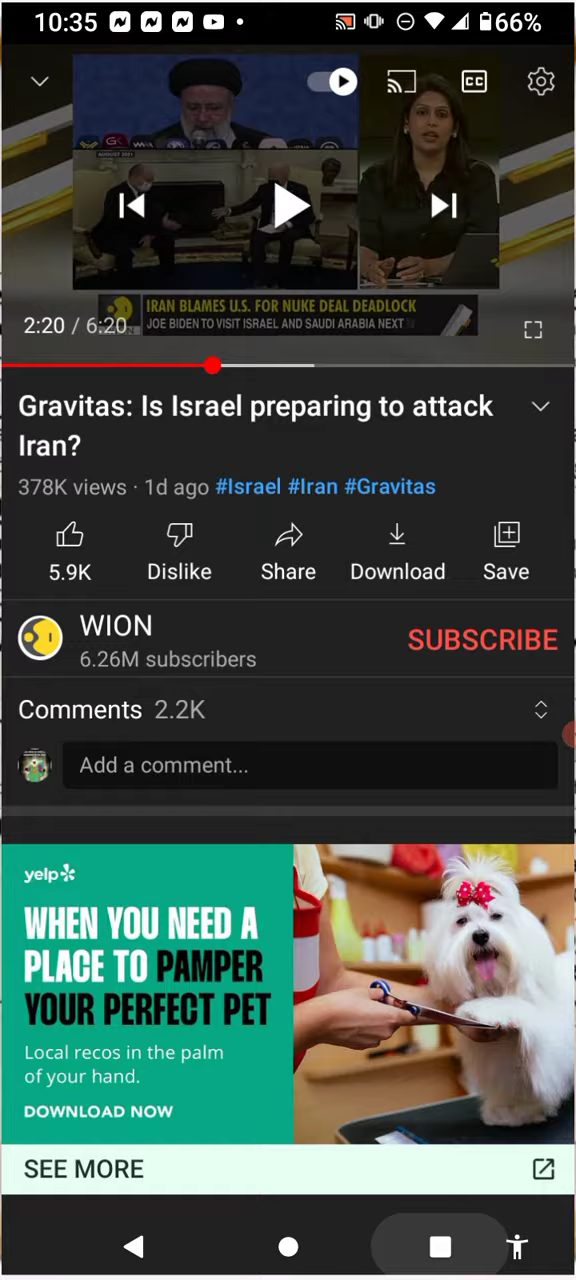 10:35
66%
CC
AUGUST 2021
IRAN BLAMES U.S. FOR NUKE DEAL DEADLOCK
JOE BIDEN TO VISIT ISRAEL AND SAUDI ARABIA NEXT
2:20 / 6:20
Gravitas: Is Israel preparing to attack
Iran?
378K views · 1d ago #Israel #Iran #Gravitas
5.9K Dislike Share Download Save
WION
6.26M subscribers
SUBSCRIBE
Comments 2.2K
Add a comment...
yelp
WHEN YOU NEED A
PLACE TO PAMPER
YOUR PERFECT PET
Local recos in the palm
of your hand.
DOWNLOAD NOW
SEE MORE